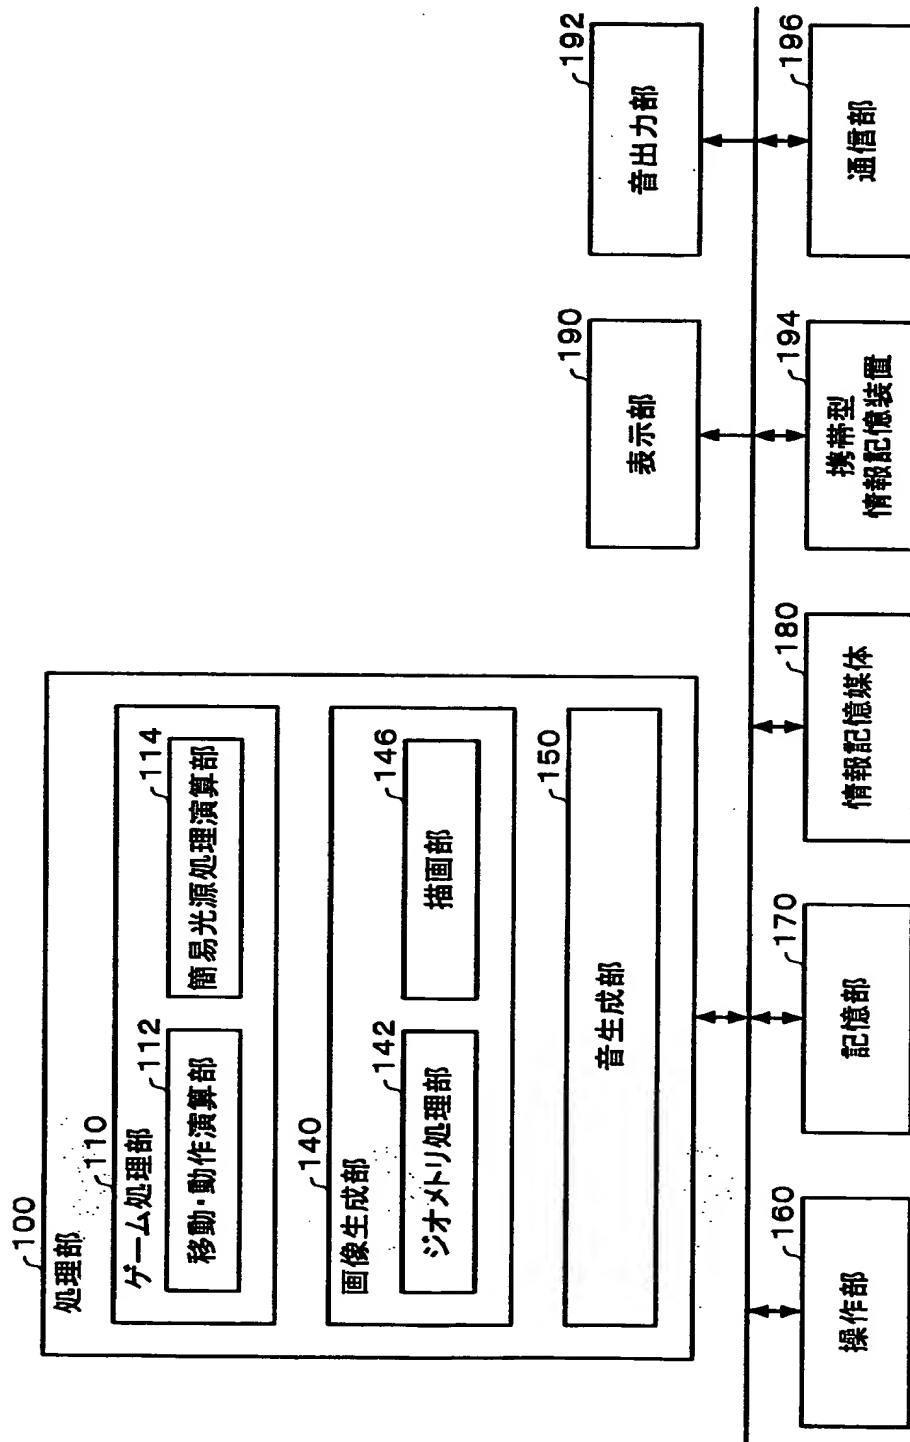 100
処理部
110
ゲーム処理部
112
移動・動作演算部
114
簡易光源処理演算部
140
画像生成部
142
ジオメトリ処理部
146
描画部
150
音生成部
190
表示部
192
音出力部
160
操作部
170
記憶部
180
情報記憶媒体
194
携帯型
情報記憶装置
196
通信部